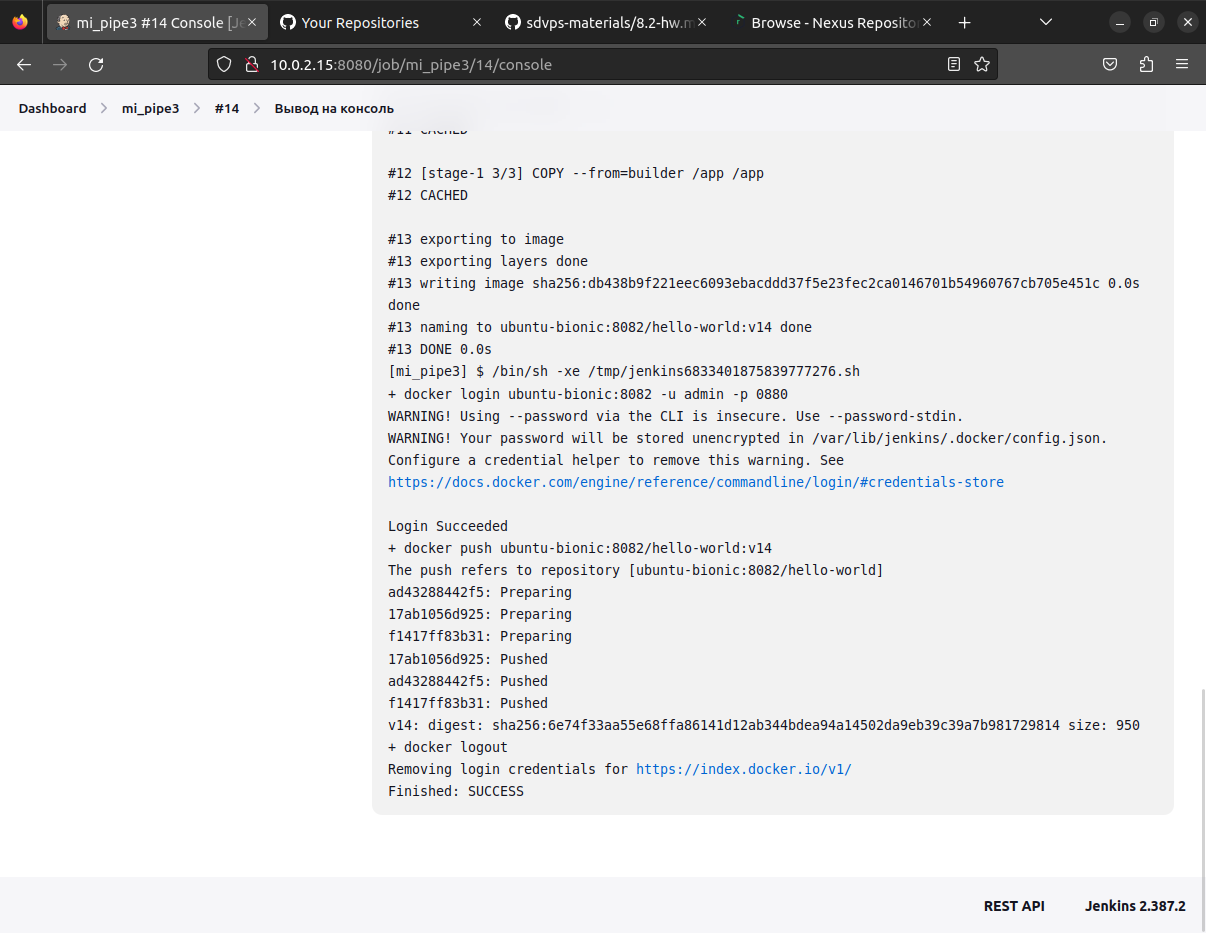 mi_pipe3 #14 Console [Je
Your Repositories
sdvps-materials/8.2-hw.m
Browse - Nexus Reposito
10.0.2.15:8080/job/mi_pipe3/14/console
Dashboard
mi_pipe3
#14
Вывод на консоль
#11 CACHED
#12 [stage-1 3/3] COPY --from=builder /app /app
#12 CACHED
#13 exporting to image
#13 exporting layers done
#13 writing image sha256:db438b9f221eec6093ebacddd37f5e23fec2ca0146701b54960767cb705e451c 0.0s
done
#13 naming to ubuntu-bionic:8082/hello-world:v14 done
#13 DONE 0.0s
[mi_pipe3] $ /bin/sh -xe /tmp/jenkins6833401875839777276.sh
+ docker login ubuntu-bionic:8082 -u admin -p 0880
WARNING! Using --password via the CLI is insecure. Use --password-stdin.
WARNING! Your password will be stored unencrypted in /var/lib/jenkins/.docker/config.json.
Configure a credential helper to remove this warning. See
https://docs.docker.com/engine/reference/commandline/login/#credentials-store
Login Succeeded
+ docker push ubuntu-bionic:8082/hello-world:v14
The push refers to repository [ubuntu-bionic:8082/hello-world]
ad43288442f5: Preparing
17ab1056d925: Preparing
f1417ff83b31: Preparing
17ab1056d925: Pushed
ad43288442f5: Pushed
f1417ff83b31: Pushed
v14: digest: sha256:6e74f33aa55e68ffa86141d12ab344bdea94a14502da9eb39c39a7b981729814 size: 950
+ docker logout
Removing login credentials for https://index.docker.io/v1/
Finished: SUCCESS
REST API
Jenkins 2.387.2